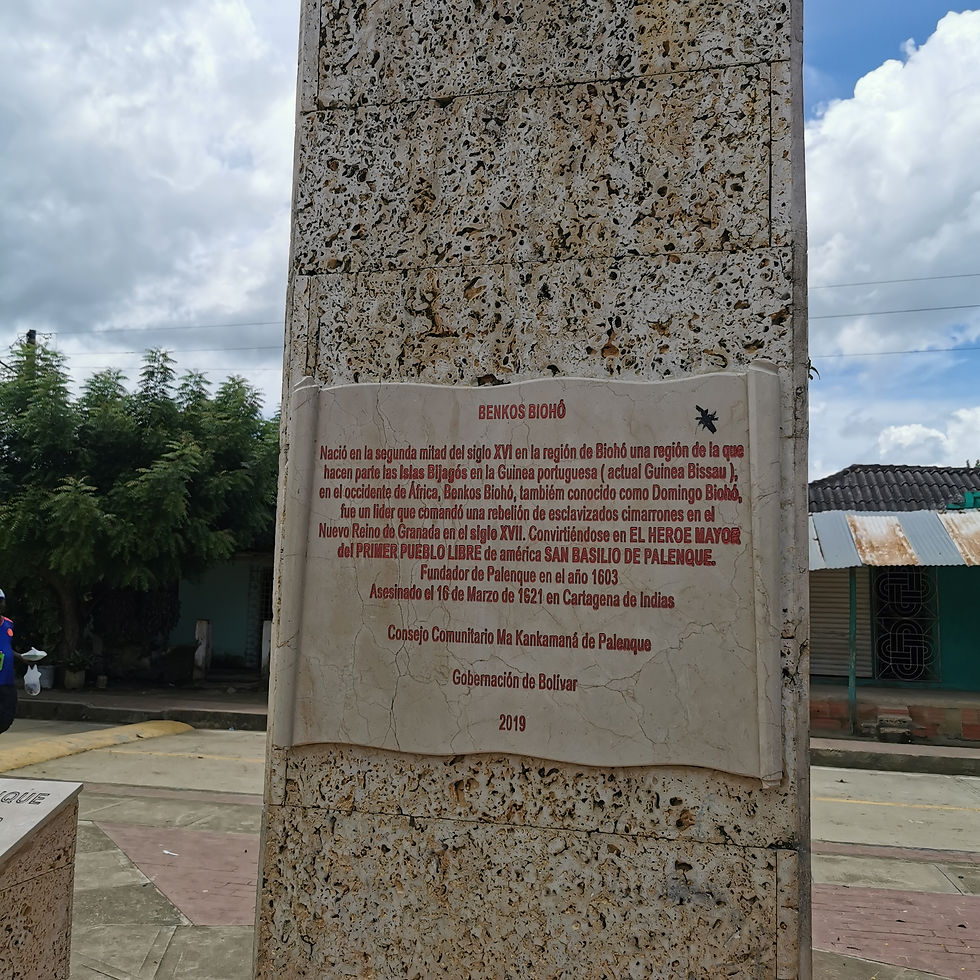 BENKOS BIOHÓ
Nació en la segunda mitad del siglo XVI en la región de Biohó una región de la que
hacen parte las Islas Bijagós en la Guinea portuguesa ( actual Guinea Bissau ),
en el occidente de África, Benkos Biohó, tambiém conocido como Domingo Biohó,
fue un lider que comandó una rebelión de esclavizados cimarrones en el
Nuevo Reino de Granada en el siglo XVII. Convirtiéndose en EL HEROE MAYOR
del PRIMER PUEBLO LIBRE de américa SAN BASILIO DE PALENQUE.
Fundador de Palenque en el año 1603
Asesinado el 16 de Marzo de 1621 en Cartagena de Indias
Consejo Comunitario Ma Kankamaná de Palenque
Gobernación de Bolívar
2019